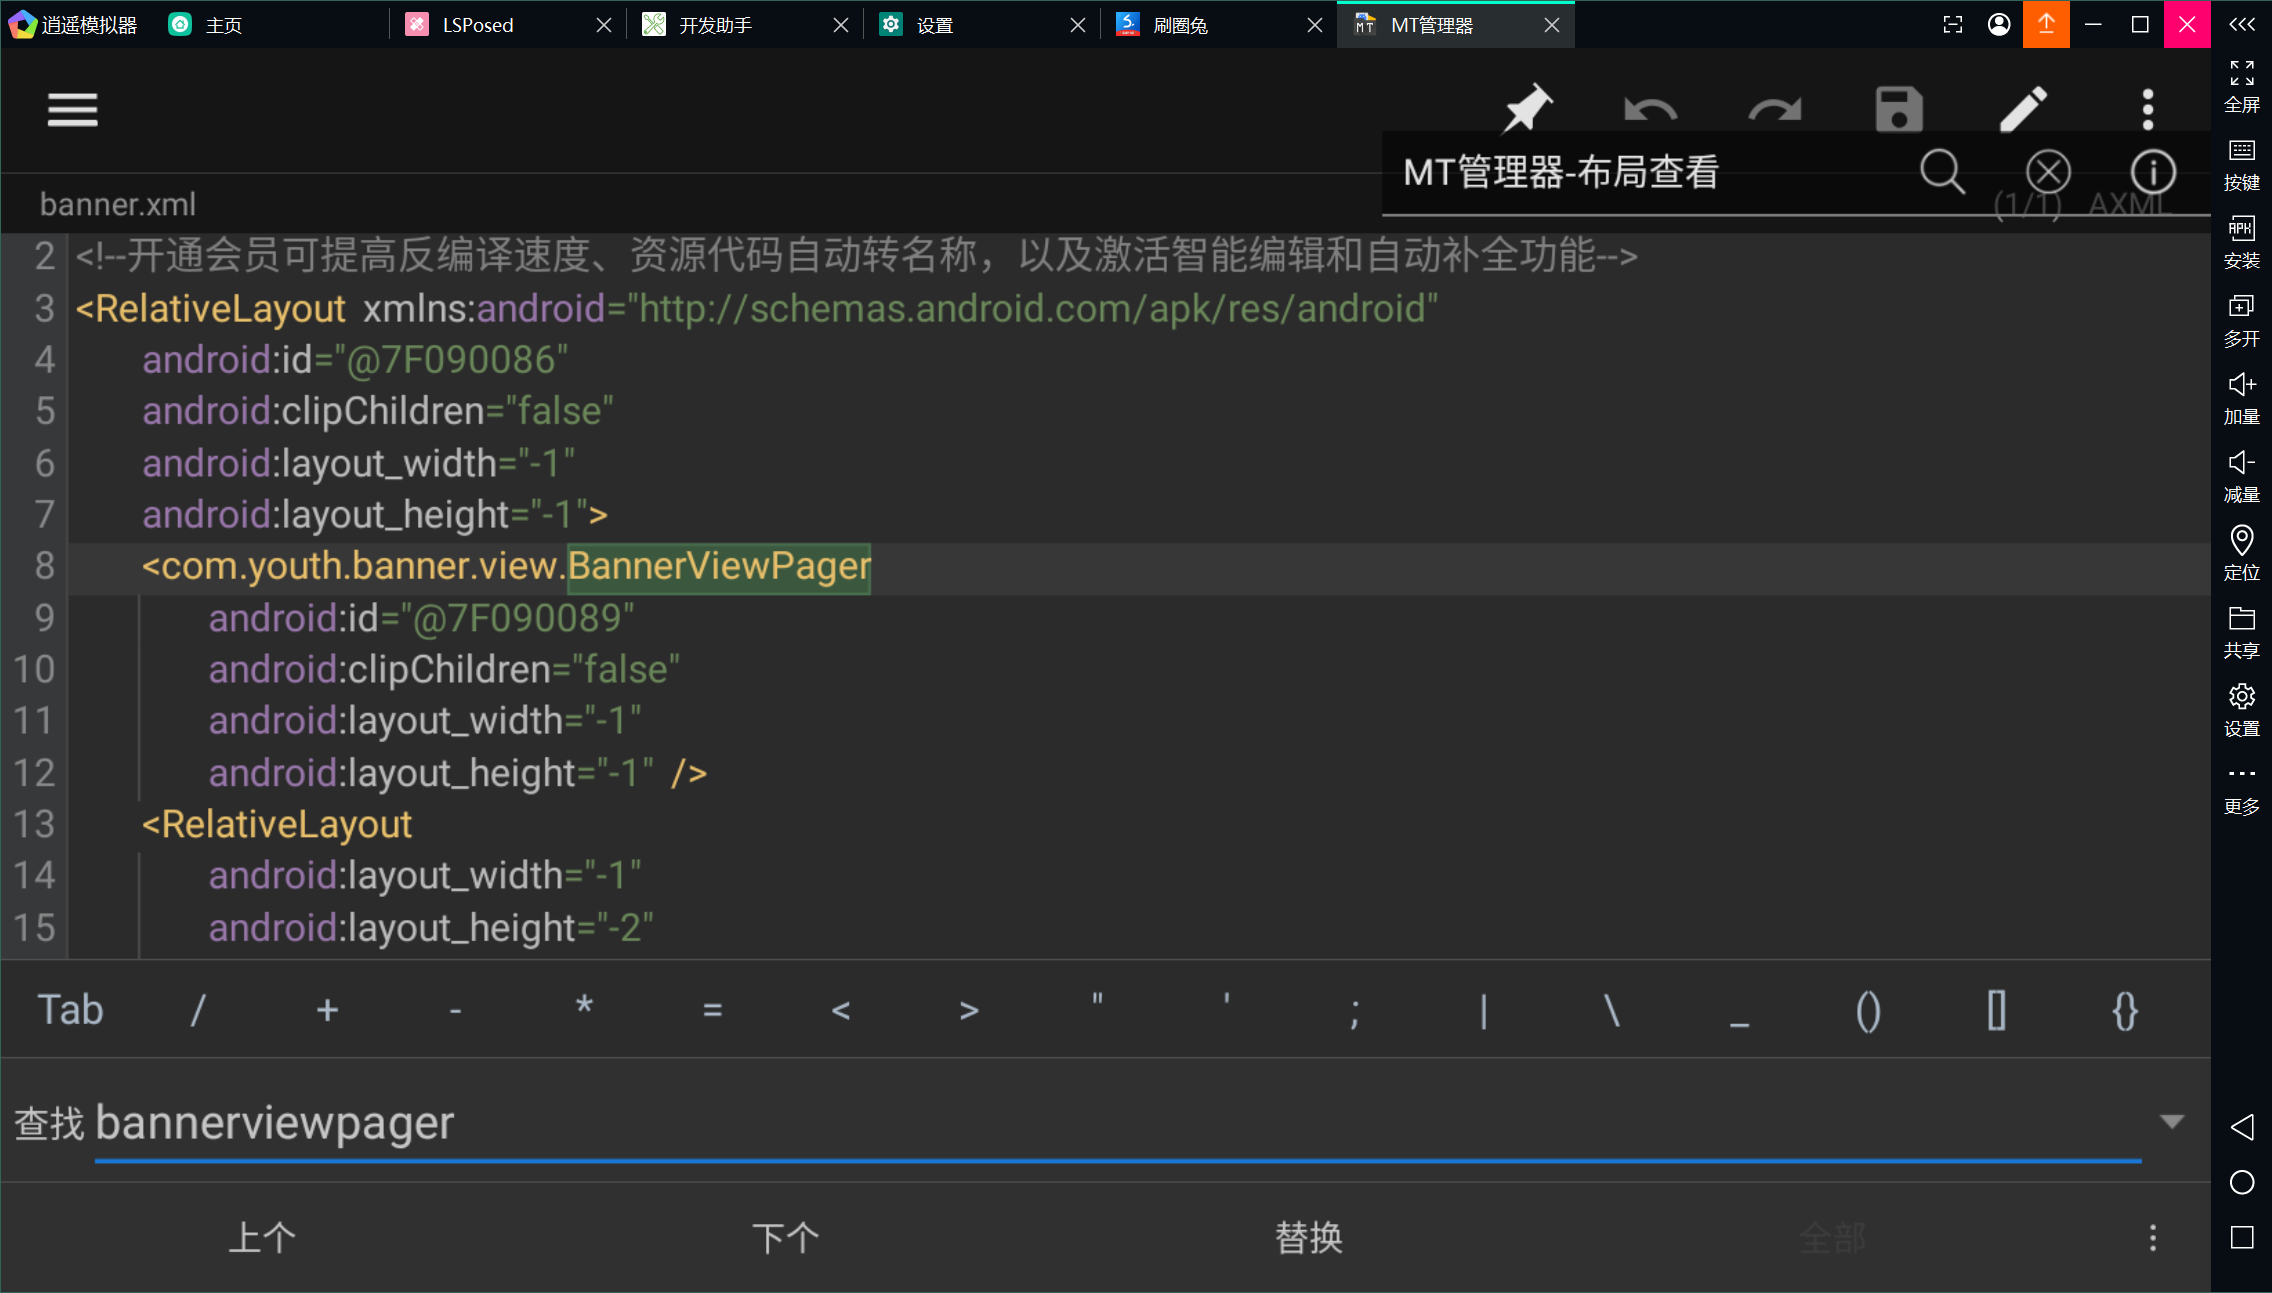 逍遥模拟器 主页 LSPosed 开发助手 设置 刷圈兔 MT管理器
全屏
MT管理器-布局查看
按键
banner.xml (1/1) AXML
安装
2 <!--开通会员可提高反编译速度、资源代码自动转名称，以及激活智能编辑和自动补全功能-->
3 <RelativeLayout xmlns:android="http://schemas.android.com/apk/res/android"
多开
4 android:id="@7F090086"
5 android:clipChildren="false"
加量
6 android:layout_width="-1"
减量
7 android:layout_height="-1">
8 <com.youth.banner.view.BannerViewPager
定位
9 android:id="@7F090089"
共享
10 android:clipChildren="false"
11 android:layout_width="-1"
设置
12 android:layout_height="-1" />
更多
13 <RelativeLayout
14 android:layout_width="-1"
15 android:layout_height="-2"
Tab / + - * = < > " ' ; | \ _ () [] {}
查找 bannerviewpager
上个 下个 替换 全部